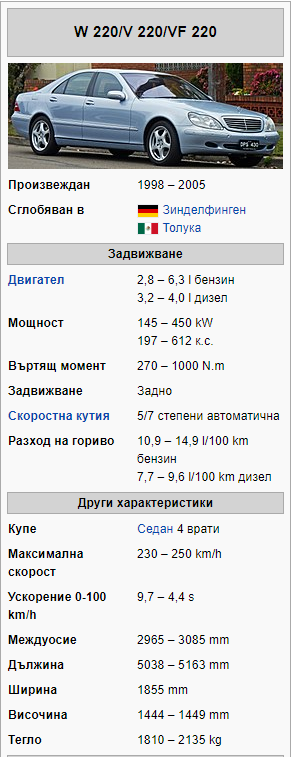 W 220/V 220/VF 220
DPS 430
Произвеждан 1998 – 2005
Сглобяван в Зинделфинген
Толука
Задвижване
Двигател 2,8 – 6,3 l бензин
3,2 – 4,0 l дизел
Мощност 145 – 450 kW
197 – 612 к.с.
Въртящ момент 270 – 1000 N.m
Задвижване Задно
Скоростна кутия 5/7 степени автоматична
Разход на гориво 10,9 – 14,9 l/100 km
бензин
7,7 – 9,6 l/100 km дизел
Други характеристики
Купе Седан 4 врати
Максимална 230 – 250 km/h
скорост
Ускорение 0-100 9,7 – 4,4 s
km/h
Междуосие 2965 – 3085 mm
Дължина 5038 – 5163 mm
Ширина 1855 mm
Височина 1444 – 1449 mm
Тегло 1810 – 2135 kg